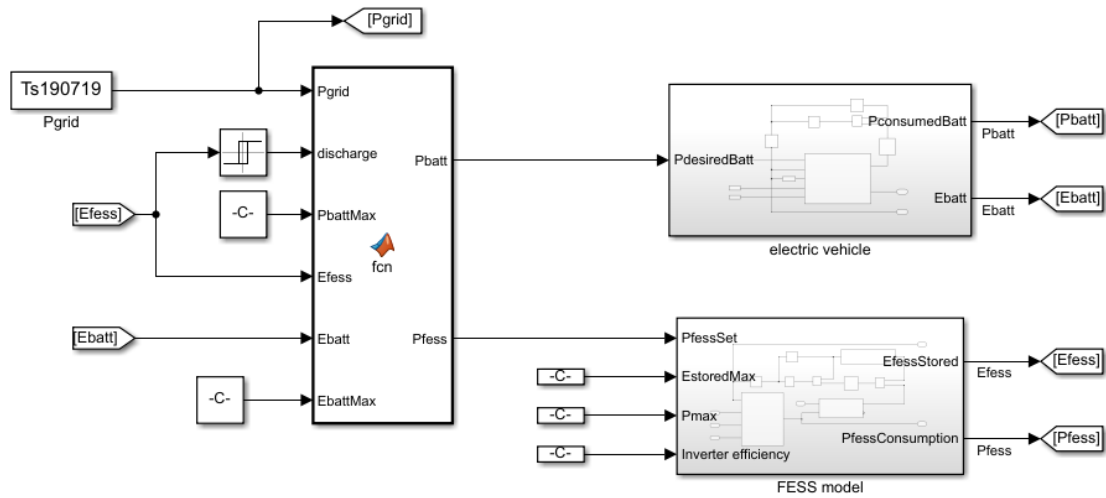 [Pgrid]
Ts190719
Pgrid
Pgrid
discharge
-C-
PbattMax
[Efess]
fcn
Efess
[Ebatt]
Ebatt
-C-
EbattMax
Pbatt
Pfess
PdesiredBatt
PconsumedBatt
Pbatt
[Pbatt]
Ebatt
Ebatt
[Ebatt]
electric vehicle
PfessSet
-C-
EstoredMax
-C-
Pmax
-C-
Inverter efficiency
EfessStored
Efess
[Efess]
PfessConsumption
Pfess
[Pfess]
FESS model